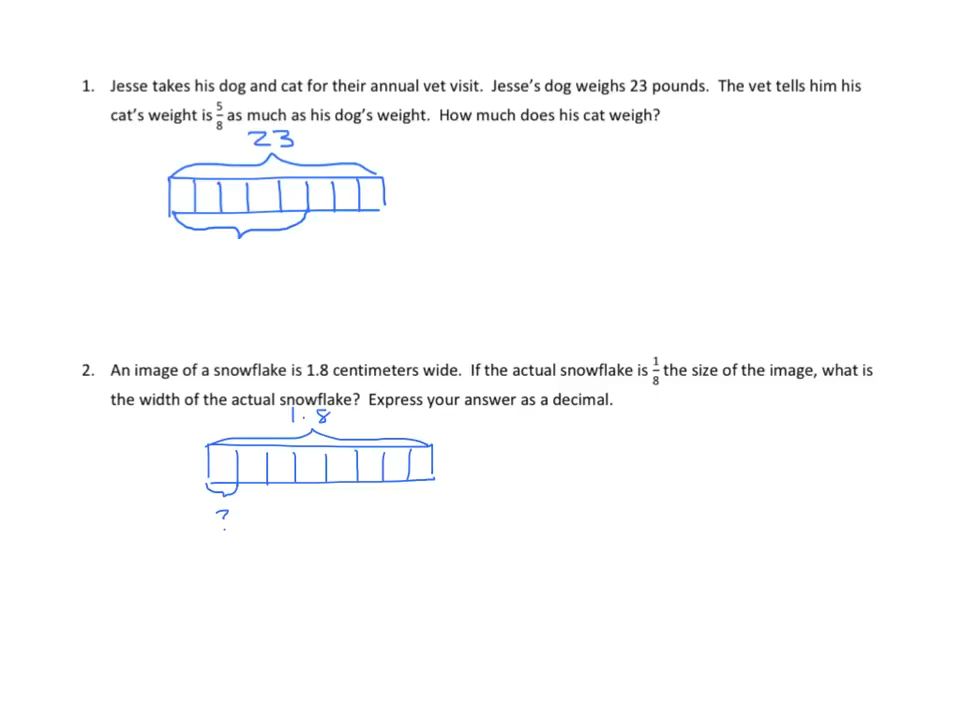 1. Jesse takes his dog and cat for their annual vet visit. Jesse's dog weighs 23 pounds. The vet tells him his
cat's weight is 5/8 as much as his dog's weight. How much does his cat weigh?
23
2. An image of a snowflake is 1.8 centimeters wide. If the actual snowflake is 1/8 the size of the image, what is
the width of the actual snowflake? Express your answer as a decimal.
1.8
?